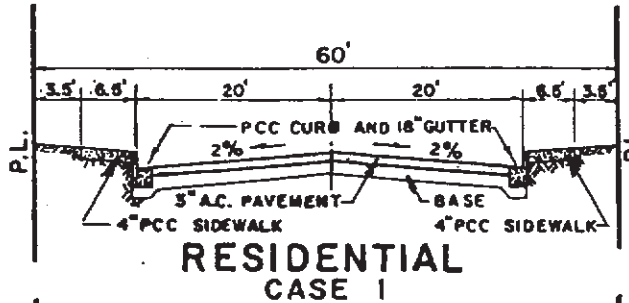 60'
3.5' 6.5' 20' 20' 6.5' 3.5'
PCC CURB AND 18" GUTTER
2% 2%
P.L.
3" A.C. PAVEMENT BASE
4" PCC SIDEWALK 4" PCC SIDEWALK
RESIDENTIAL
CASE 1